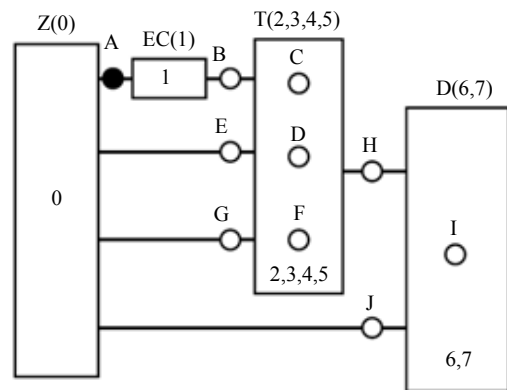 Z(0)
A
EC(1)
B
T(2,3,4,5)
C
1
D(6,7)
E
D
H
0
G
F
I
2,3,4,5
J
6,7